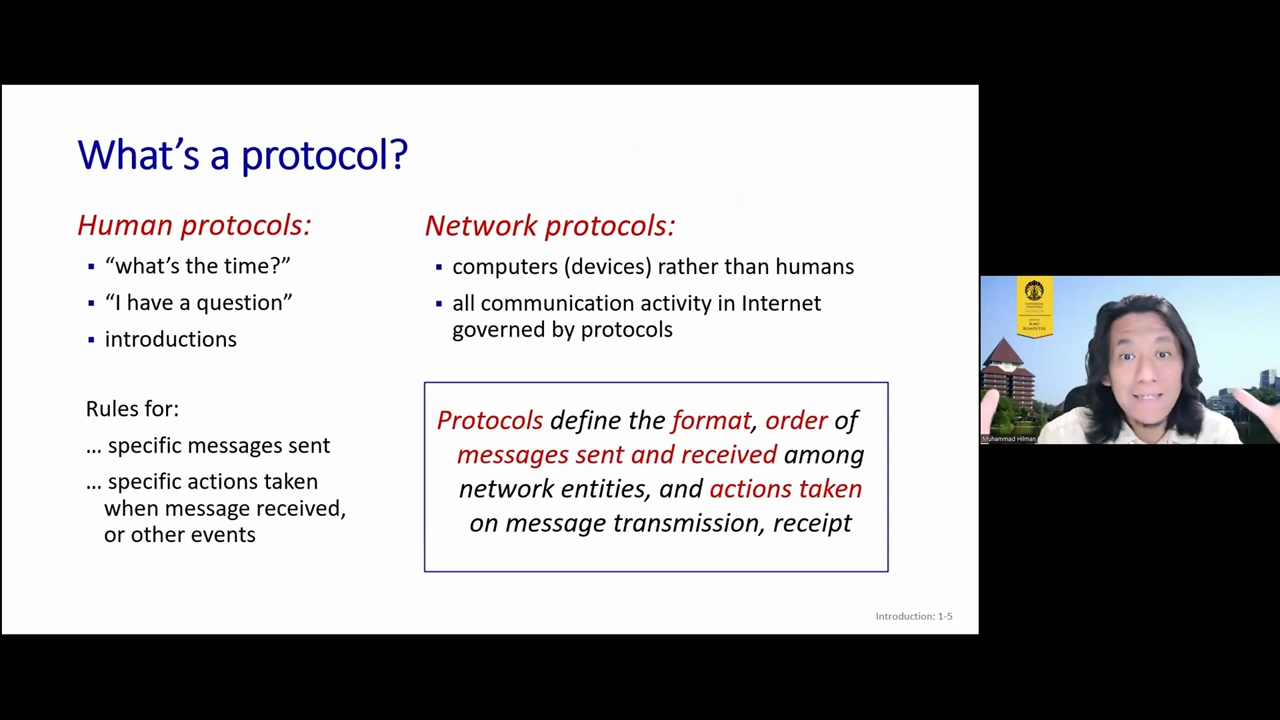 What's a protocol?
Human protocols:
▪ “what's the time?”
▪ “I have a question”
▪ introductions
Rules for:
... specific messages sent
... specific actions taken
when message received,
or other events
Network protocols:
▪ computers (devices) rather than humans
▪ all communication activity in Internet
governed by protocols
Protocols define the format, order of
messages sent and received among
network entities, and actions taken
on message transmission, receipt
Introduction: 1-5
ILMU
KOMPUTER
Muhammad Hilman